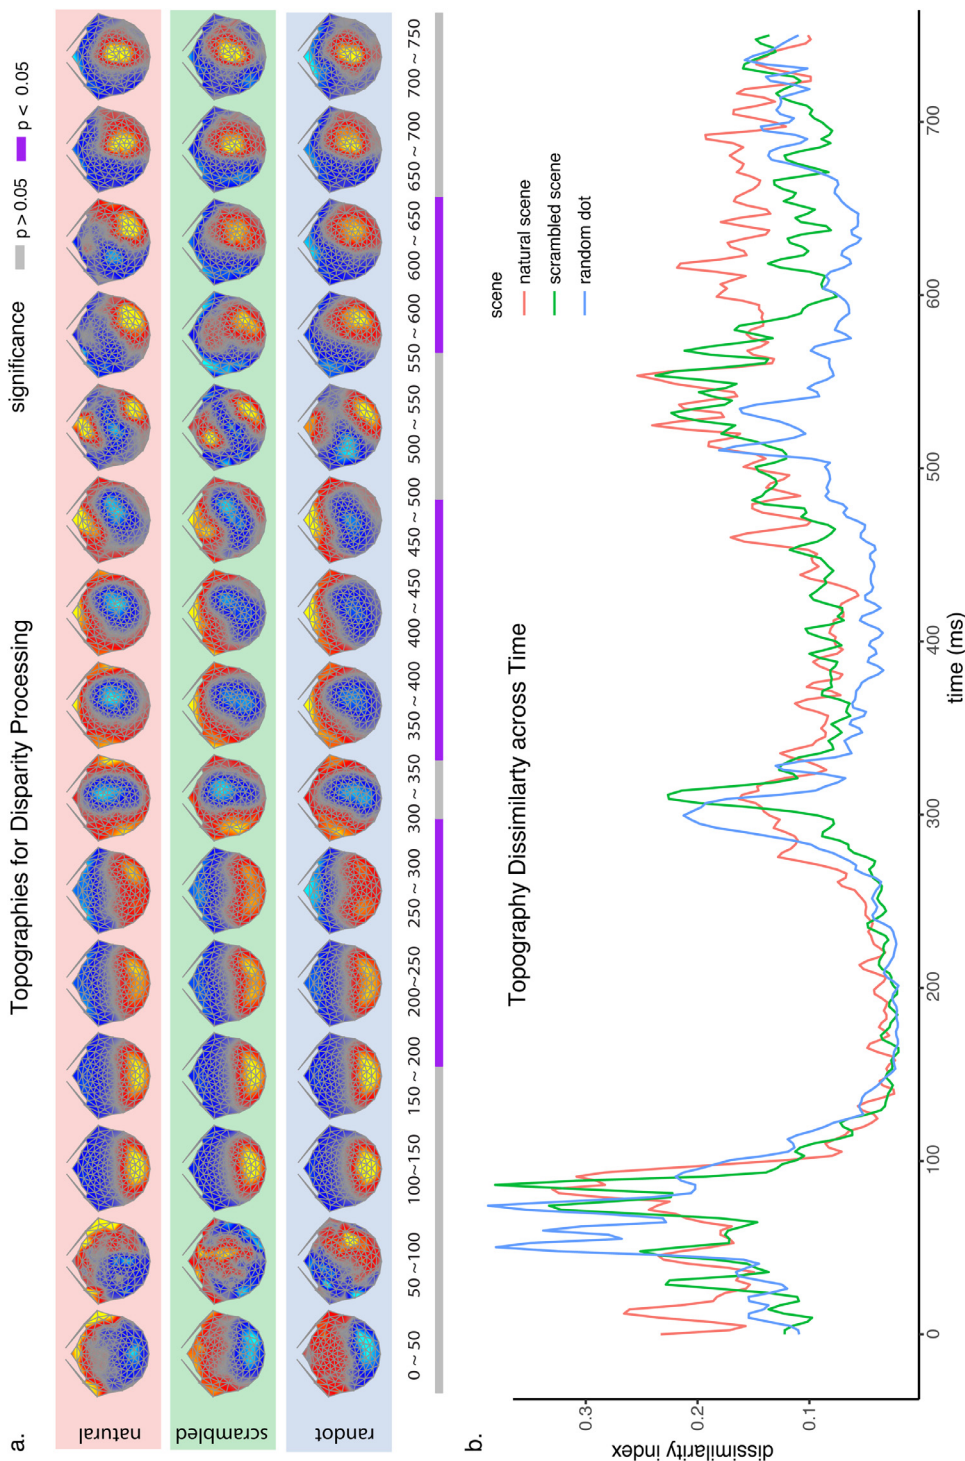 a.
Topographies for Disparity Processing
significance
p > 0.05
p < 0.05
natural
scrambled
randot
0 ~ 50
50 ~100
100~150
150 ~ 200
200~250
250 ~ 300
300 ~ 350
350 ~ 400
400 ~ 450
450 ~ 500
500 ~ 550
550 ~ 600
600 ~ 650
650 ~ 700
700 ~ 750
b.
Topography Dissimilarty across Time
scene
natural scene
scrambled scene
random dot
dissimilarity index
0.3
0.2
0.1
0
100
200
300
400
500
600
700
time (ms)